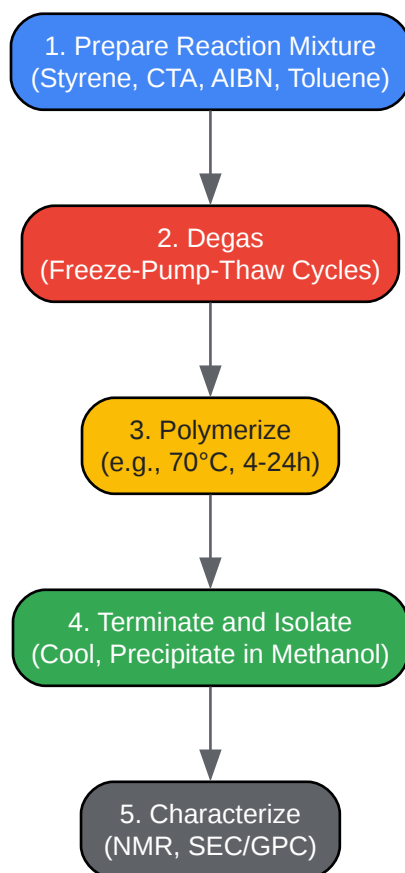 1. Prepare Reaction Mixture
(Styrene, CTA, AIBN, Toluene)
2. Degas
(Freeze-Pump-Thaw Cycles)
3. Polymerize
(e.g., 70°C, 4-24h)
4. Terminate and Isolate
(Cool, Precipitate in Methanol)
5. Characterize
(NMR, SEC/GPC)